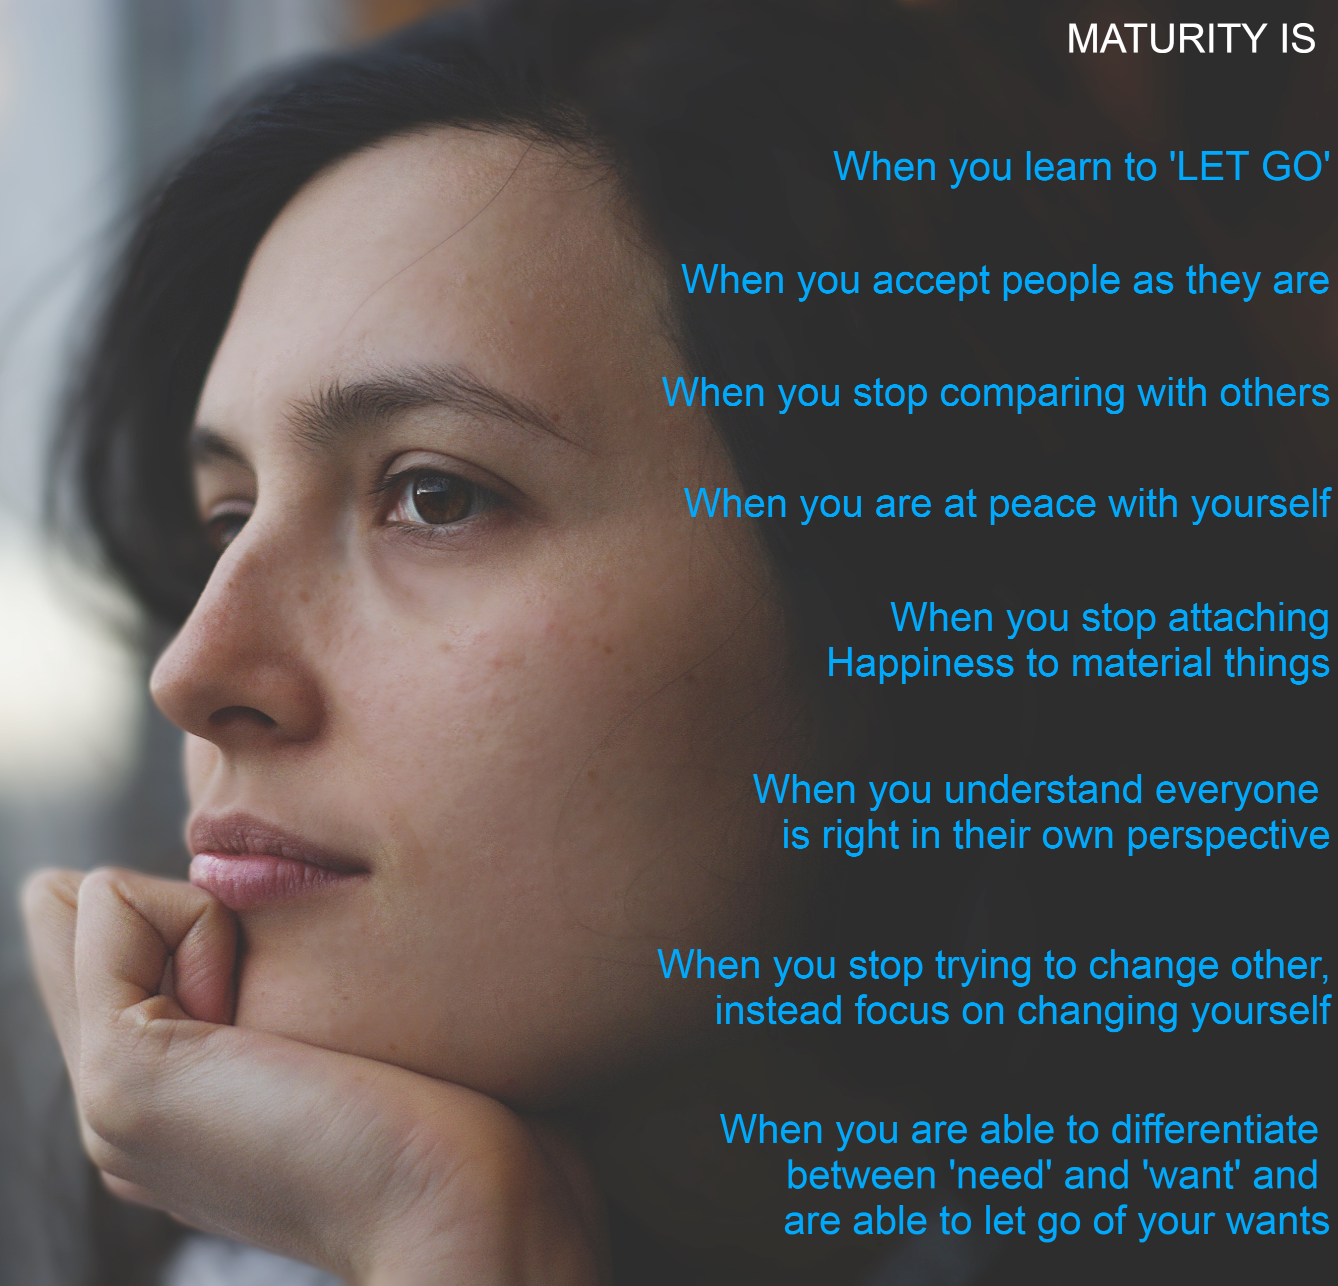 MATURITY IS
When you learn to 'LET GO'
When you accept people as they are
When you stop comparing with others
When you are at peace with yourself
When you stop attaching
Happiness to material things
When you understand everyone
is right in their own perspective
When you stop trying to change other,
instead focus on changing yourself
When you are able to differentiate
between 'need' and 'want' and
are able to let go of your wants